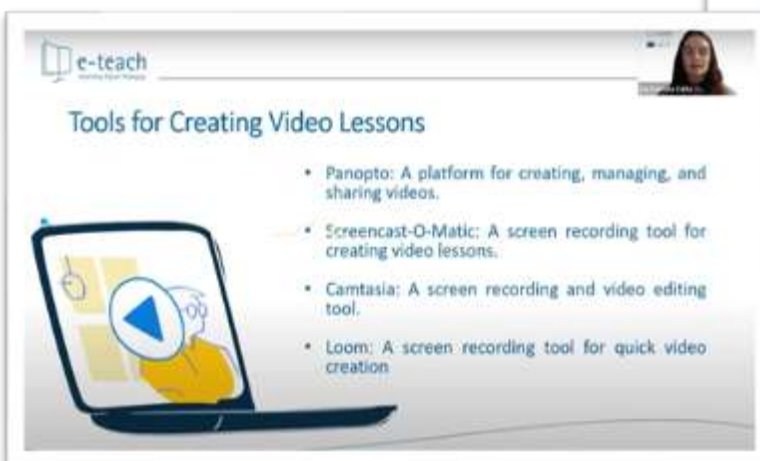 e-teach
Tools for Creating Video Lessons
• Panopto: A platform for creating, managing, and
sharing videos.
• Screencast-O-Matic: A screen recording tool for
creating video lessons.
• Camtasia: A screen recording and video editing
tool.
• Loom: A screen recording tool for quick video
creation